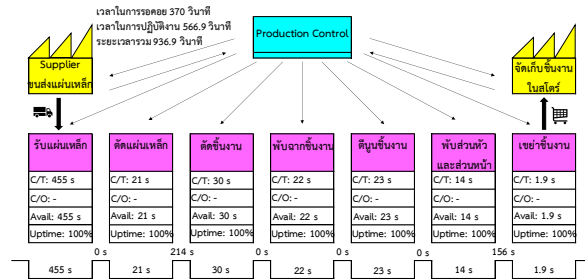 เวลาในการรอคอย 370 วินาที
เวลาในการปฏิบัติงาน 566.9 วินาที
ระยะเวลารวม 936.9 วินาที
Production Control
Supplier
ขนส่งแผ่นเหล็ก
จัดเก็บชิ้นงาน
ในสโตร์
รับแผ่นเหล็ก
C/T: 455 s
C/O: -
Avail: 455 s
Uptime: 100%
ตัดแผ่นเหล็ก
C/T: 21 s
C/O: -
Avail: 21 s
Uptime: 100%
ตัดชิ้นงาน
C/T: 30 s
C/O: -
Avail: 30 s
Uptime: 100%
พับฉากชิ้นงาน
C/T: 22 s
C/O: -
Avail: 22 s
Uptime: 100%
ตีนูนชิ้นงาน
C/T: 23 s
C/O: -
Avail: 23 s
Uptime: 100%
พับส่วนหัว
และส่วนหน้า
C/T: 14 s
C/O: -
Avail: 14 s
Uptime: 100%
เขย่าชิ้นงาน
C/T: 1.9 s
C/O: -
Avail: 1.9 s
Uptime: 100%
0 s 214 s 0 s 0 s 0 s 156 s
455 s 21 s 30 s 22 s 23 s 14 s 1.9 s